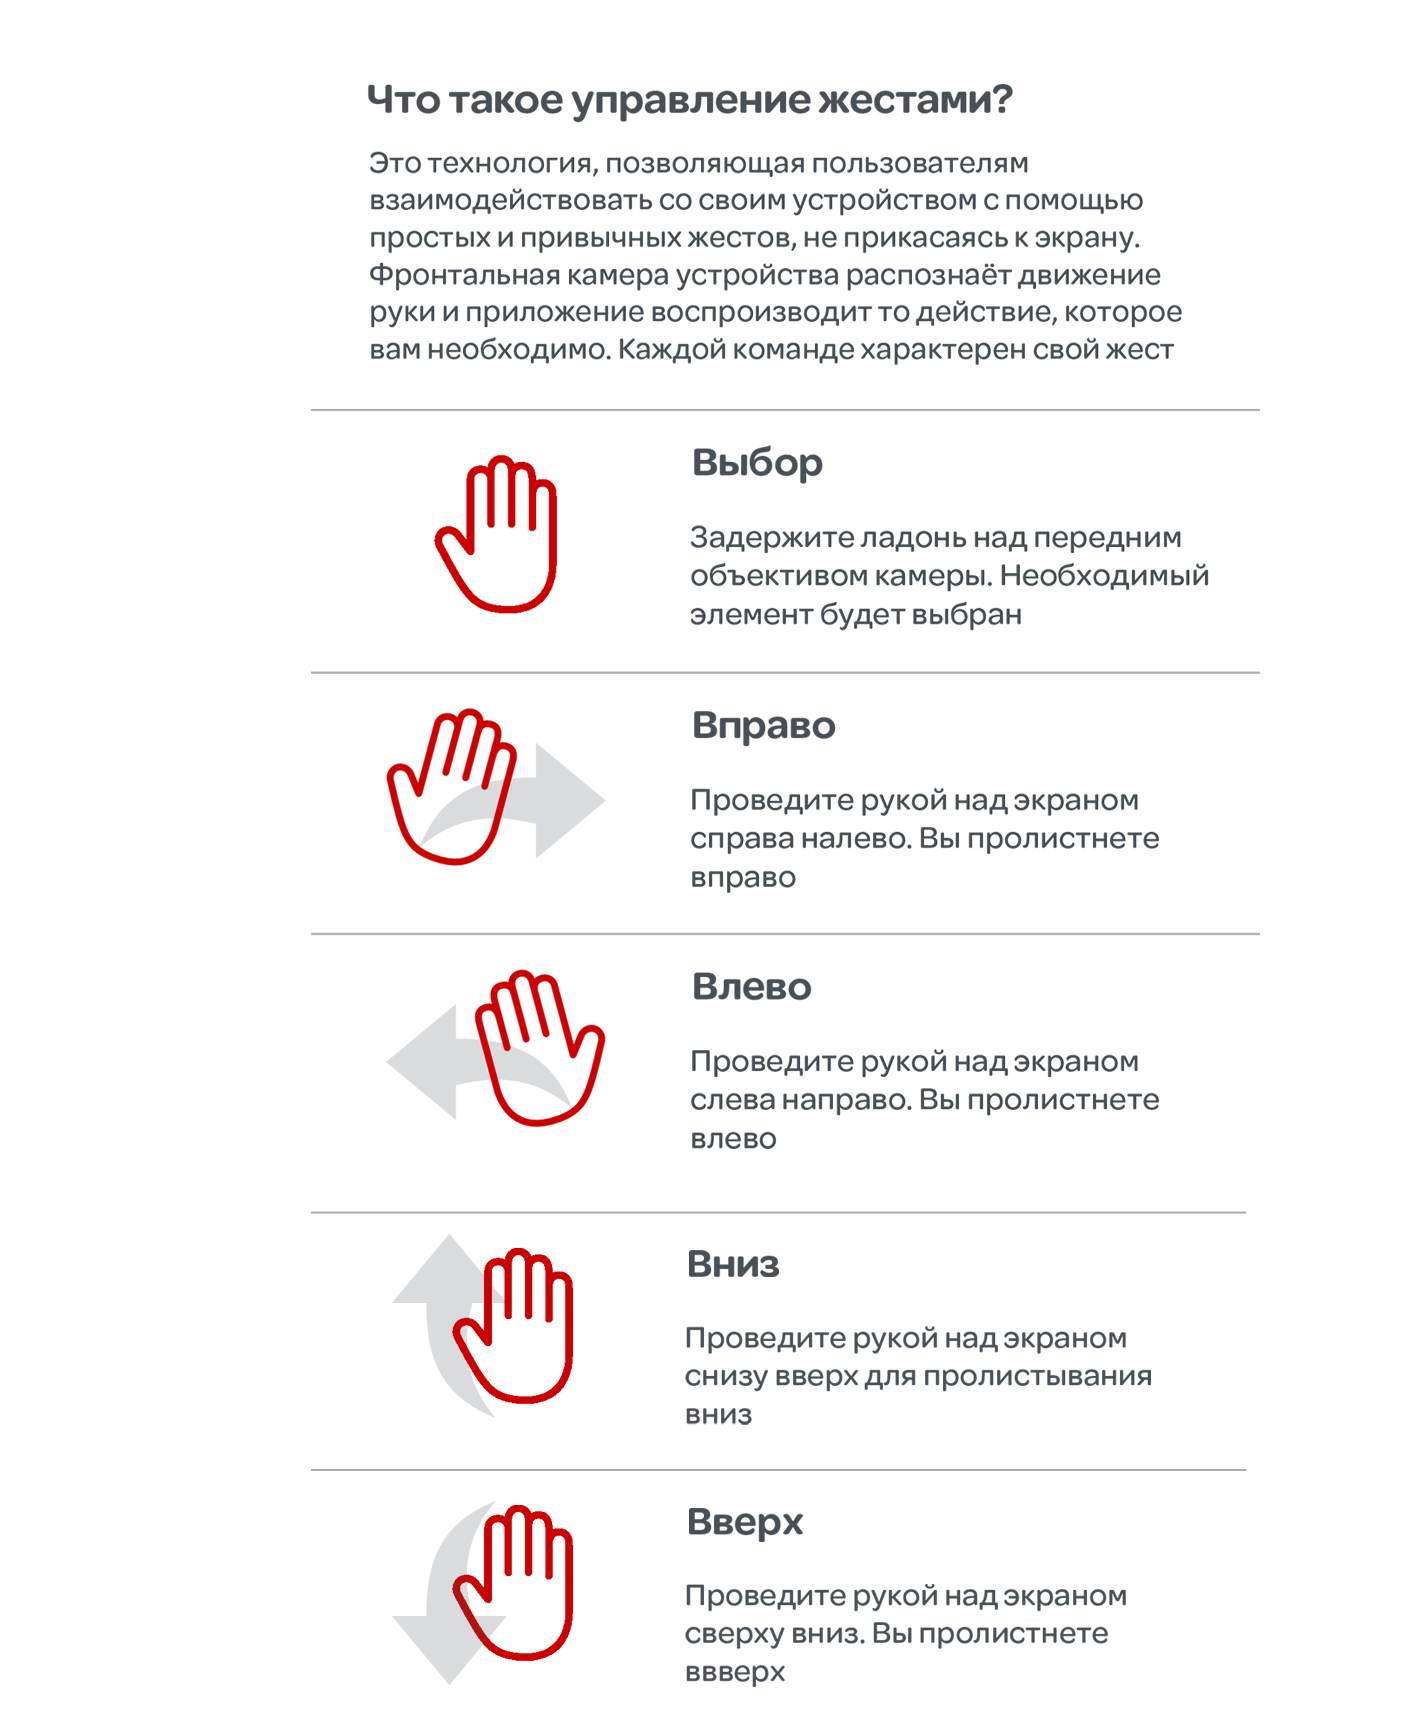 Что такое управление жестами?
Это технология, позволяющая пользователям
взаимодействовать со своим устройством с помощью
простых и привычных жестов, не прикасаясь к экрану.
Фронтальная камера устройства распознаёт движение
руки и приложение воспроизводит то действие, которое
вам необходимо. Каждой команде характерен свой жест
Выбор
Задержите ладонь над передним
объективом камеры. Необходимый
элемент будет выбран
Вправо
Проведите рукой над экраном
справа налево. Вы пролистнете
вправо
Влево
Проведите рукой над экраном
слева направо. Вы пролистнете
влево
Вниз
Проведите рукой над экраном
снизу вверх для пролистывания
вниз
Вверх
Проведите рукой над экраном
сверху вниз. Вы пролистнете
ввверх